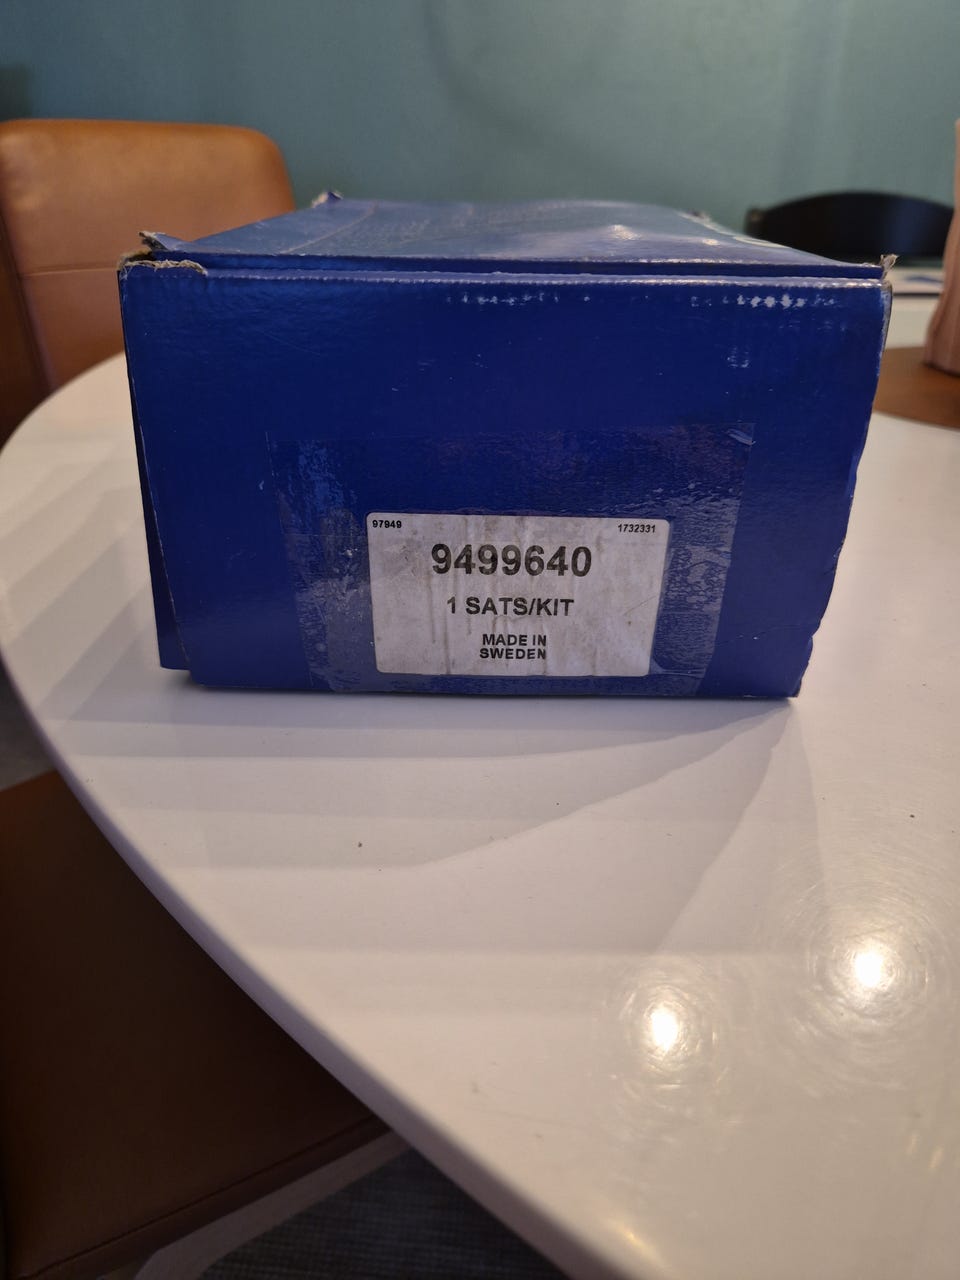 97949 1732331
9499640
1 SATS/KIT
MADE IN
SWEDEN